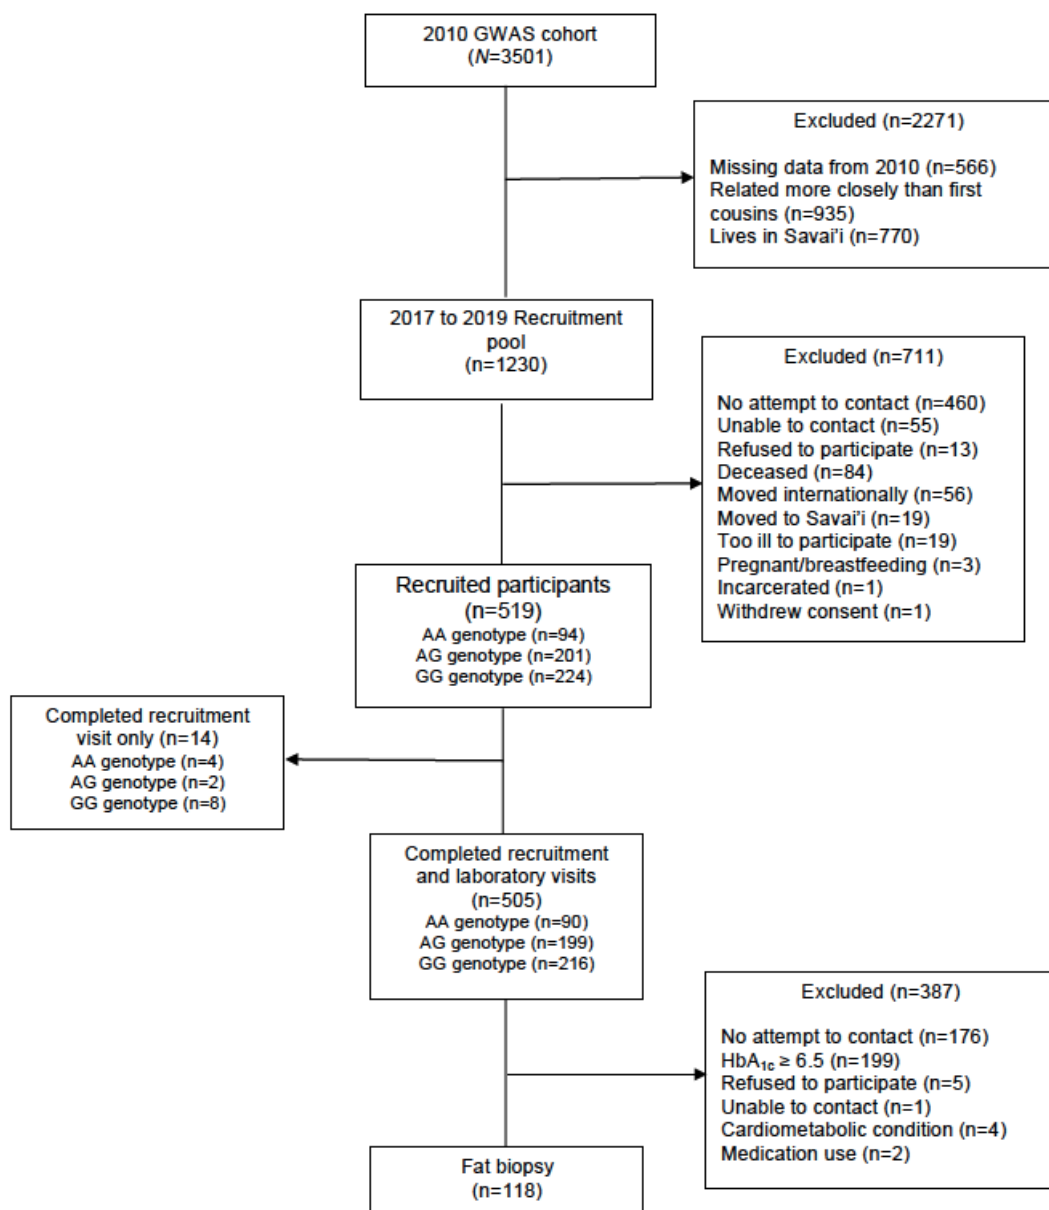 2010 GWAS cohort
(N=3501)
Excluded (n=2271)
Missing data from 2010 (n=566)
Related more closely than first
cousins (n=935)
Lives in Savai'i (n=770)
2017 to 2019 Recruitment
pool
(n=1230)
Excluded (n=711)
No attempt to contact (n=460)
Unable to contact (n=55)
Refused to participate (n=13)
Deceased (n=84)
Moved internationally (n=56)
Moved to Savai'i (n=19)
Too ill to participate (n=19)
Pregnant/breastfeeding (n=3)
Incarcerated (n=1)
Withdrew consent (n=1)
Recruited participants
(n=519)
AA genotype (n=94)
AG genotype (n=201)
GG genotype (n=224)
Completed recruitment
visit only (n=14)
AA genotype (n=4)
AG genotype (n=2)
GG genotype (n=8)
Completed recruitment
and laboratory visits
(n=505)
AA genotype (n=90)
AG genotype (n=199)
GG genotype (n=216)
Excluded (n=387)
No attempt to contact (n=176)
HbA1c ≥ 6.5 (n=199)
Refused to participate (n=5)
Unable to contact (n=1)
Cardiometabolic condition (n=4)
Medication use (n=2)
Fat biopsy
(n=118)